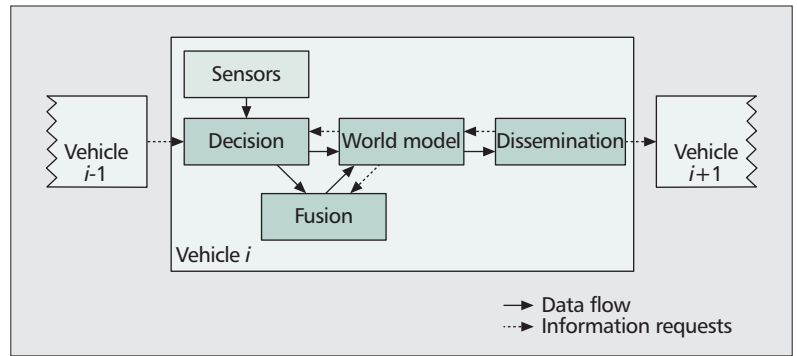 Sensors
Vehicle
i-1
Decision
World model
Dissemination
Vehicle
i+1
Fusion
Vehicle i
Data flow
Information requests